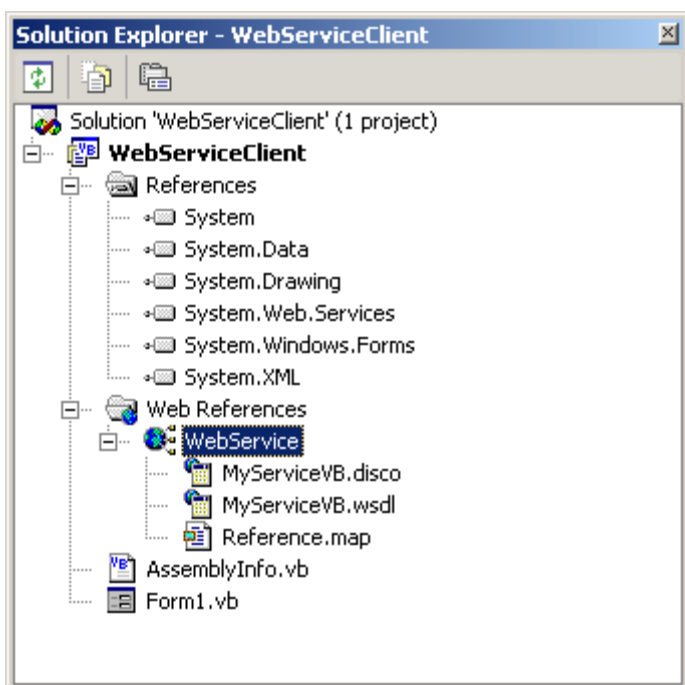 Solution Explorer - WebServiceClient
Solution 'WebServiceClient' (1 project)
WebServiceClient
References
System
System.Data
System.Drawing
System.Web.Services
System.Windows.Forms
System.XML
Web References
WebService
MyServiceVB.disco
MyServiceVB.wsdl
Reference.map
AssemblyInfo.vb
Form1.vb